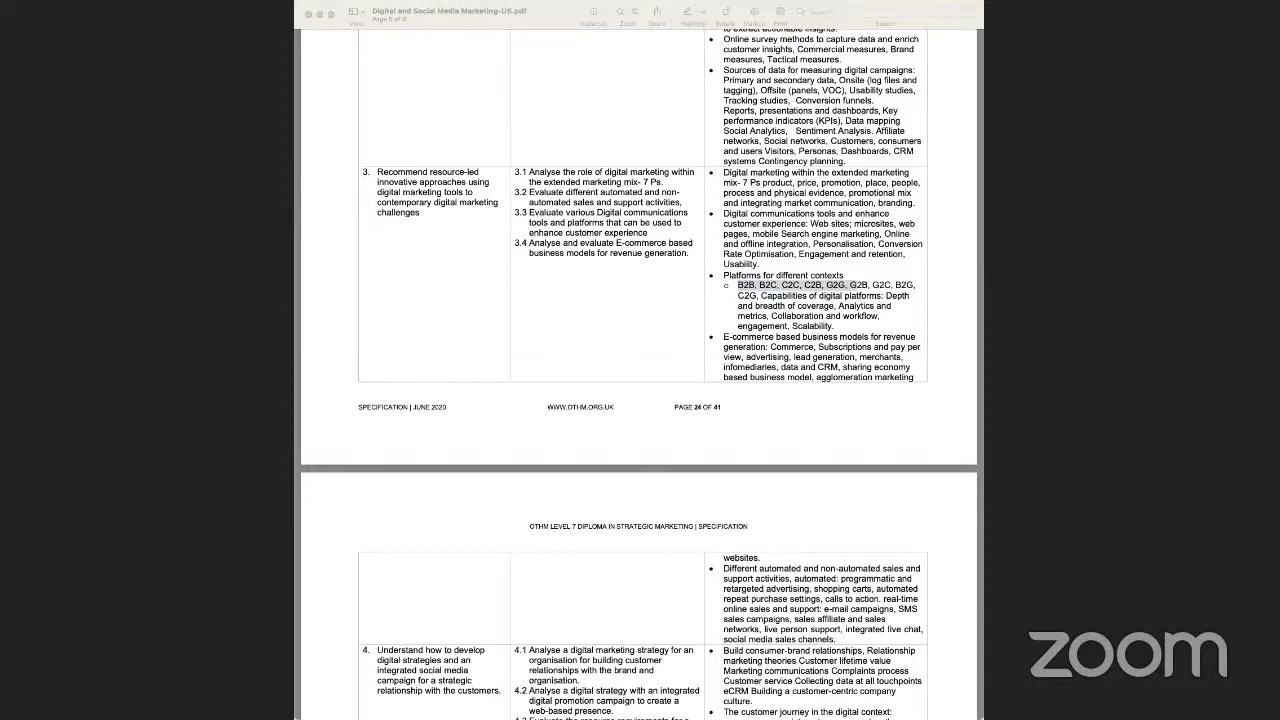 Digital and Social Media Marketing-US.pdf
Page 5 of 8
View
Inspector
Zoom
Share
Highlight
Rotate
Markup
Print
Search
Search
to extract actionable insights.
• Online survey methods to capture data and enrich
customer insights, Commercial measures, Brand
measures, Tactical measures.
• Sources of data for measuring digital campaigns:
Primary and secondary data, Onsite (log files and
tagging), Offsite (panels, VOC), Usability studies,
Tracking studies, Conversion funnels.
Reports, presentations and dashboards, Key
performance indicators (KPIs), Data mapping
Social Analytics, Sentiment Analysis. Affiliate
networks, Social networks, Customers, consumers
and users Visitors, Personas, Dashboards, CRM
systems Contingency planning.
3. Recommend resource-led
innovative approaches using
digital marketing tools to
contemporary digital marketing
challenges
3.1 Analyse the role of digital marketing within
the extended marketing mix- 7 Ps.
3.2 Evaluate different automated and non-
automated sales and support activities,
3.3 Evaluate various Digital communications
tools and platforms that can be used to
enhance customer experience
3.4 Analyse and evaluate E-commerce based
business models for revenue generation.
• Digital marketing within the extended marketing
mix- 7 Ps product, price, promotion, place, people,
process and physical evidence, promotional mix
and integrating market communication, branding.
• Digital communications tools and enhance
customer experience: Web sites; microsites, web
pages, mobile Search engine marketing, Online
and offline integration, Personalisation, Conversion
Rate Optimisation, Engagement and retention,
Usability.
• Platforms for different contexts
o B2B, B2C, C2C, C2B, G2G, G2B, G2C, B2G,
C2G, Capabilities of digital platforms: Depth
and breadth of coverage, Analytics and
metrics, Collaboration and workflow,
engagement, Scalability.
• E-commerce based business models for revenue
generation: Commerce, Subscriptions and pay per
view, advertising, lead generation, merchants,
infomediaries, data and CRM, sharing economy
based business model, agglomeration marketing
SPECIFICATION | JUNE 2020
WWW.OTHM.ORG.UK
PAGE 24 OF 41
OTHM LEVEL 7 DIPLOMA IN STRATEGIC MARKETING | SPECIFICATION
websites.
• Different automated and non-automated sales and
support activities, automated: programmatic and
retargeted advertising, shopping carts, automated
repeat purchase settings, calls to action. real-time
online sales and support: e-mail campaigns, SMS
sales campaigns, sales affiliate and sales
networks, live person support, integrated live chat,
social media sales channels.
4. Understand how to develop
digital strategies and an
integrated social media
campaign for a strategic
relationship with the customers.
4.1 Analyse a digital marketing strategy for an
organisation for building customer
relationships with the brand and
organisation.
4.2 Analyse a digital strategy with an integrated
digital promotion campaign to create a
web-based presence.
4.3 Evaluate the resource requirements for a
• Build consumer-brand relationships, Relationship
marketing theories Customer lifetime value
Marketing communications Complaints process
Customer service Collecting data at all touchpoints
eCRM Building a customer-centric company
culture.
• The customer journey in the digital context:
zoom